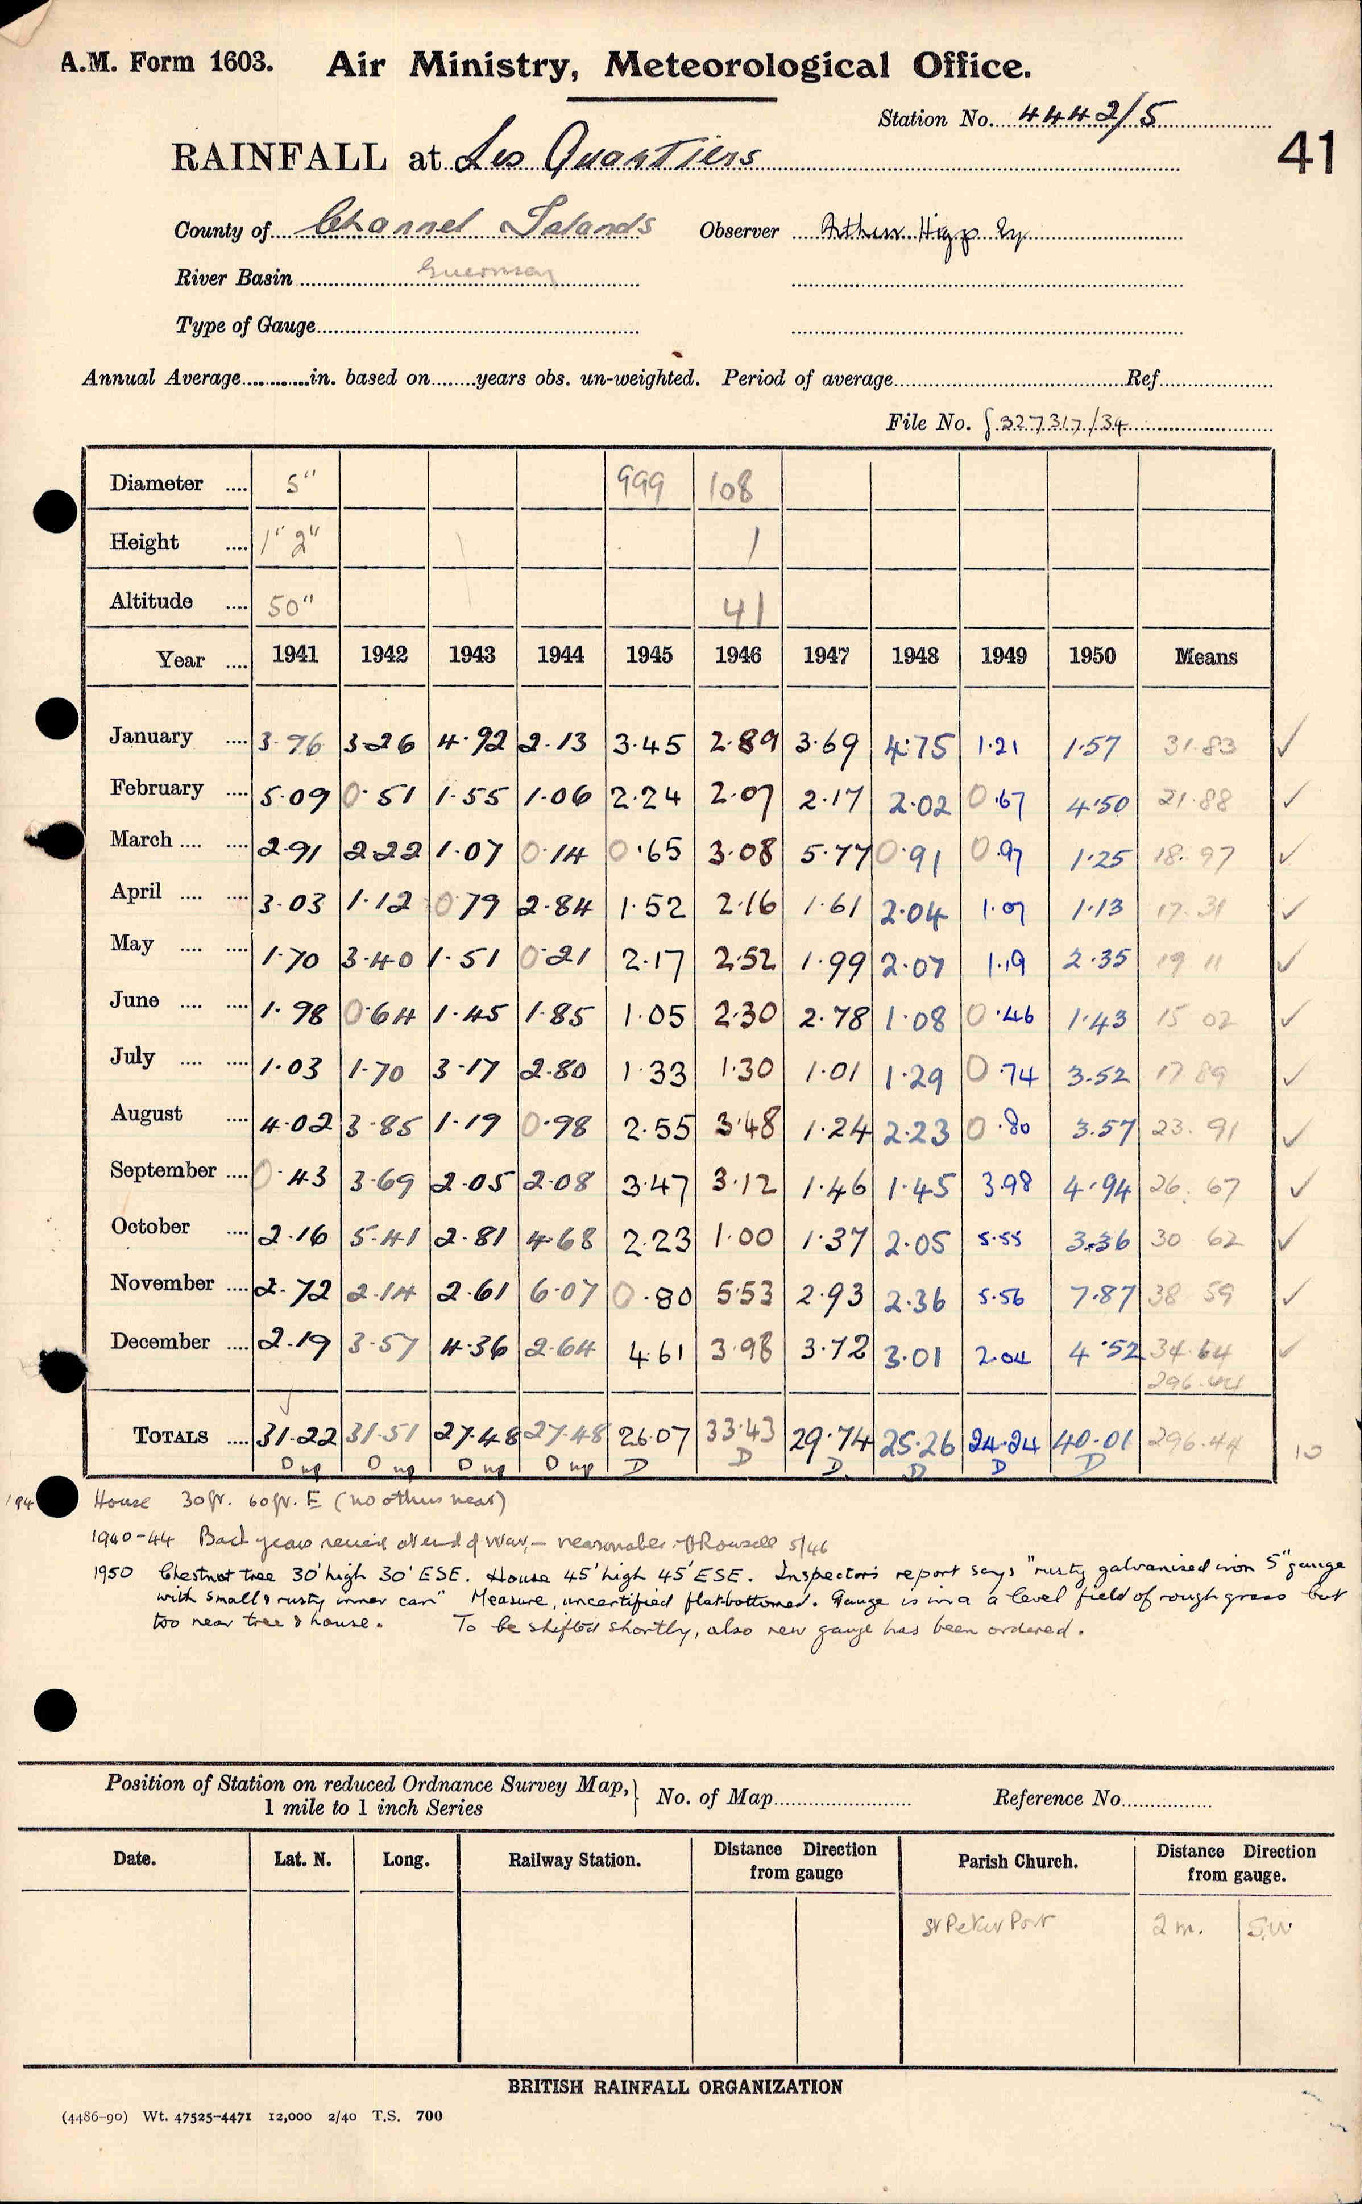 A.M. Form 1603. Air Ministry, Meteorological Office.
Station No. 4442/5
41
RAINFALL at Les Quartiers
County of Channel Islands Observer Arthur Higgs Esq
River Basin Guernsey
Type of Gauge
Annual Average in. based on years obs. un-weighted. Period of average Ref
File No. S.327317/34
Diameter 5" 999 108
Height 1" 2" 1
Altitude 50" 41
Year 1941 1942 1943 1944 1945 1946 1947 1948 1949 1950 Means
January 3.96 3.26 4.92 2.13 3.45 2.89 3.69 4.75 1.21 1.57 31.83 ✓
February 5.09 0.51 1.55 1.06 2.24 2.07 2.17 2.02 0.67 4.50 21.88 ✓
March 2.91 2.22 1.07 0.14 0.65 3.08 5.77 0.91 0.97 1.25 18.97 ✓
April 3.03 1.12 0.79 2.84 1.52 2.16 1.61 2.04 1.07 1.13 17.31 ✓
May 1.70 3.40 1.51 0.21 2.17 2.52 1.99 2.07 1.19 2.35 19 11 ✓
June 1.98 0.64 1.45 1.85 1.05 2.30 2.78 1.08 0.46 1.43 15 02 ✓
July 1.03 1.70 3.17 2.80 1.33 1.30 1.01 1.29 0.74 3.52 17 89 ✓
August 4.02 3.85 1.19 0.98 2.55 3.48 1.24 2.23 0.80 3.57 23.91 ✓
September 0.43 3.69 2.05 2.08 3.47 3.12 1.46 1.45 3.98 4.94 26.67 ✓
October 2.16 5.41 2.81 4.68 2.23 1.00 1.37 2.05 5.55 3.36 30 62 ✓
November 2.72 2.14 2.61 6.07 0.80 5.53 2.93 2.36 5.56 7.87 38 59 ✓
December 2.19 3.57 4.36 2.64 4.61 3.98 3.72 3.01 2.04 4.52 34.64 ✓
296.44
TOTALS 31.22 31.51 27.48 27.48 26.07 33.43 29.74 25.26 24.24 40.01 296.44 10
D up D up D up D up D D D D D D
194 House 30 ft. 60 ft. E (no others near)
1940-44 Back years received at end of war, – reasonable. 5/46
1950 Chestnut tree 30' high 30' ESE. House 45' high 45' ESE. Inspector's report says "rusty galvanised iron 5" gauge
with small & rusty inner can" Measure, uncertified flatbottomed. Gauge is in a a level field of rough grass but
too near tree & house. To be shifted shortly, also new gauge has been ordered.
Position of Station on reduced Ordnance Survey Map, 1 mile to 1 inch Series } No. of Map Reference No.
Date. Lat. N. Long. Railway Station. Distance Direction from gauge Parish Church. Distance Direction from gauge.
St Peter Port 2 m. S.W
BRITISH RAINFALL ORGANIZATION
(4486-90) Wt. 47525-4471 12,000 2/40 T.S. 700